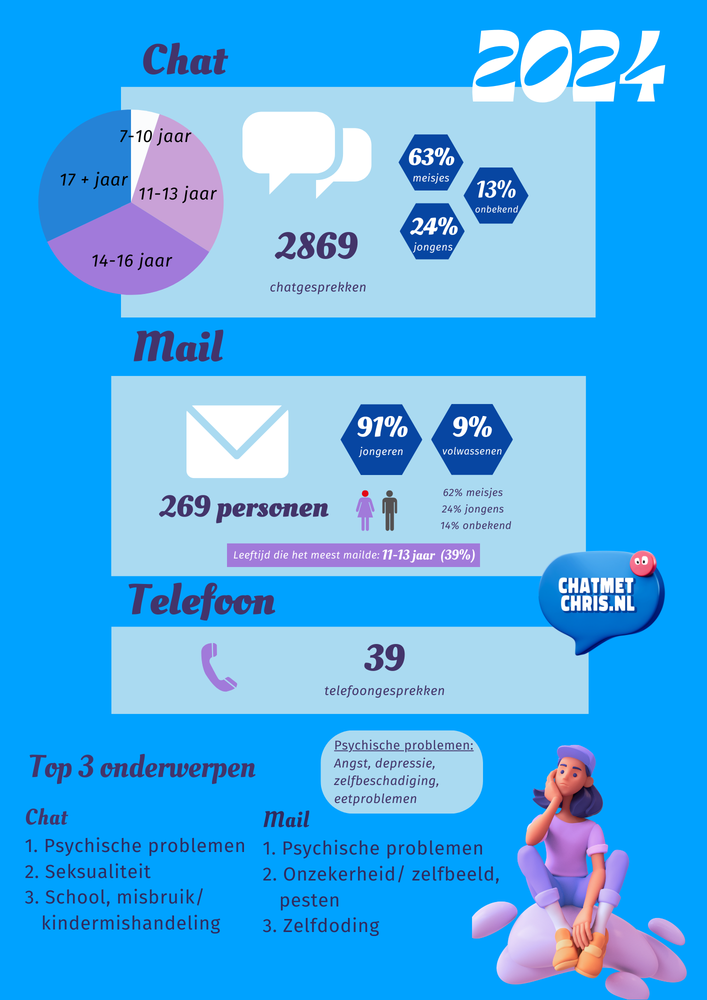 2024
Chat
7-10 jaar
17 + jaar
11-13 jaar
14-16 jaar
2869
chatgesprekken
63%
meisjes
13%
onbekend
24%
jongens
Mail
269 personen
91%
jongeren
9%
volwassenen
62% meisjes
24% jongens
14% onbekend
Leeftijd die het meest mailde: 11-13 jaar (39%)
CHATMET
CHRIS.NL
Telefoon
39
telefoongesprekken
Psychische problemen:
Angst, depressie,
zelfbeschadiging,
eetproblemen
Top 3 onderwerpen
Chat
1. Psychische problemen
2. Seksualiteit
3. School, misbruik/
kindermishandeling
Mail
1. Psychische problemen
2. Onzekerheid/ zelfbeeld,
pesten
3. Zelfdoding